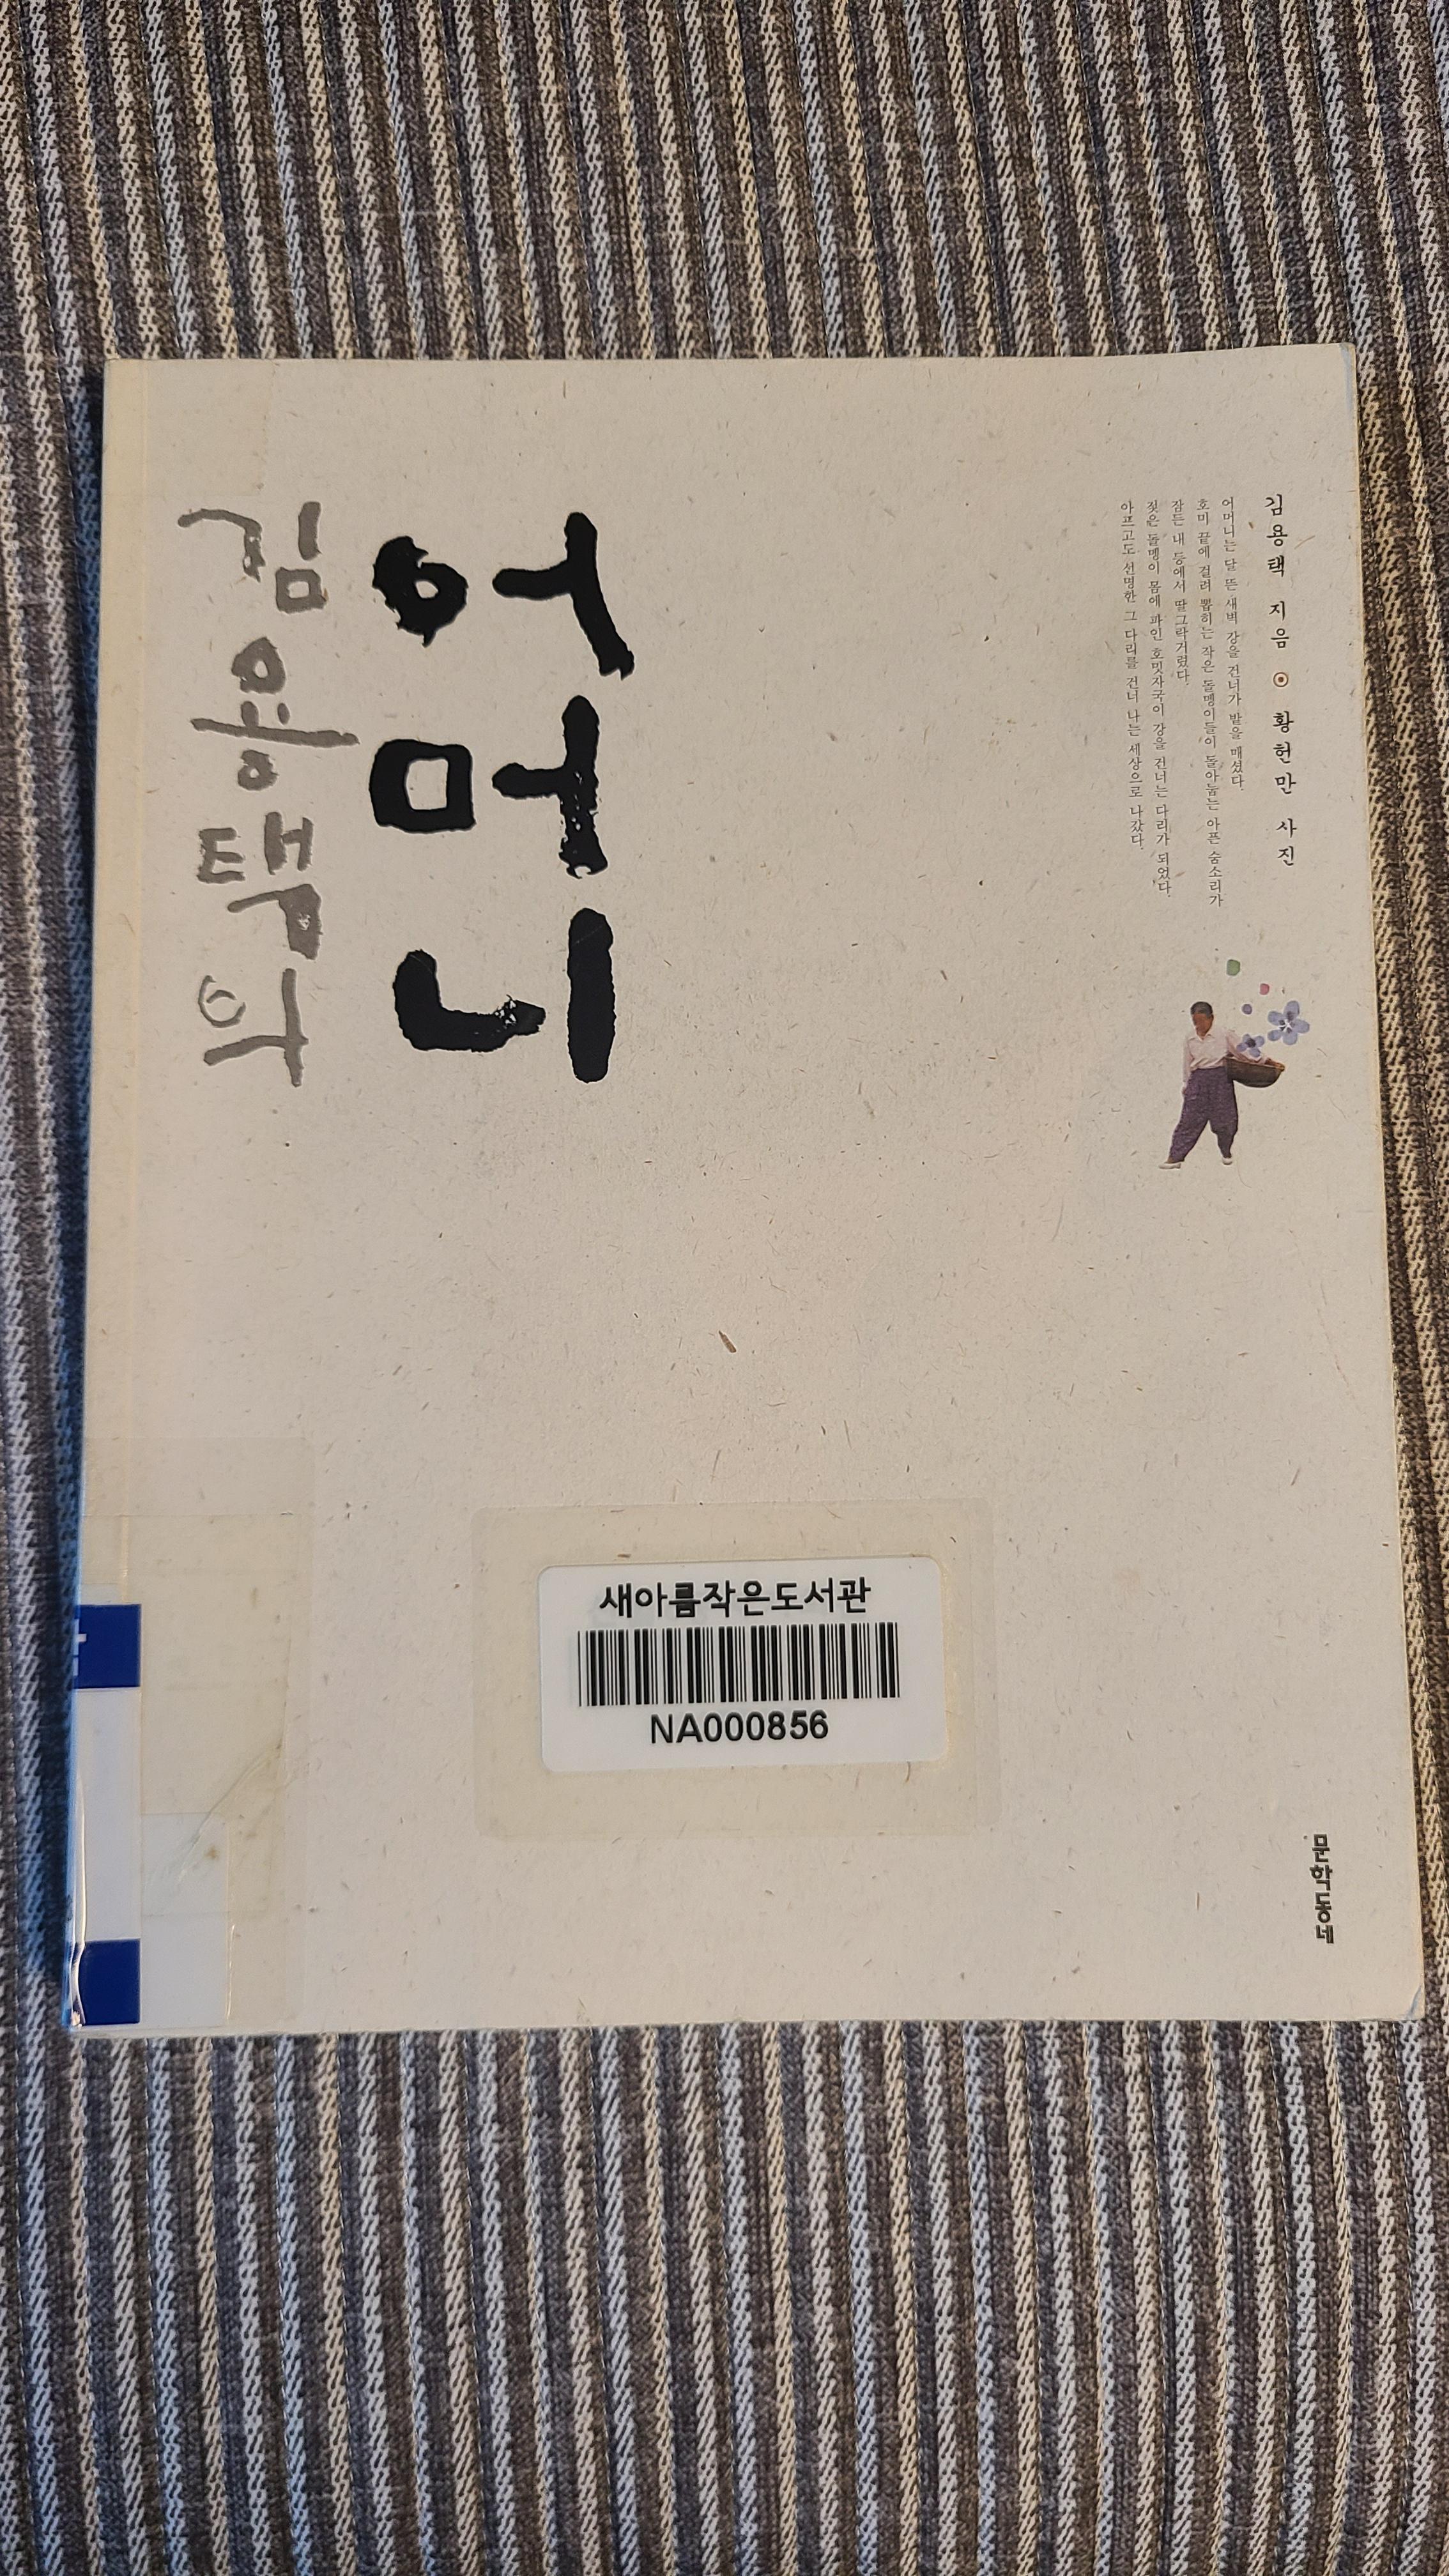 김용택의
어머니
김용택 지음 ⊙ 황헌만 사진
어머니는 달 뜬 새벽 강을 건너가 밭을 매셨다.
호미 끝에 걸려 뽑히는 작은 돌멩이들이 돌아눕는 아픈 숨소리가
잠든 내 등에서 딸그락거렸다.
젖은 돌멩이 몸에 파인 호밋자국이 강을 건너는 다리가 되었다.
아프고도 선명한 그 다리를 건너 나는 세상으로 나갔다.
새아름작은도서관
NA000856
문학동네